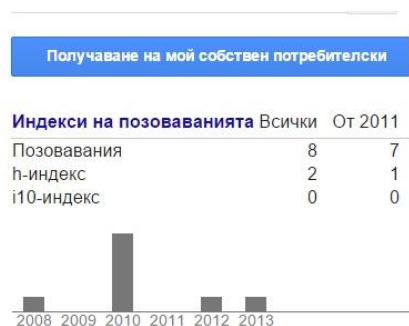 Получаване на мой собствен потребителски
Индекси на позоваванията Всички От 2011
Позовавания 8 7
h-индекс 2 1
i10-индекс 0 0
2008 2009 2010 2011 2012 2013